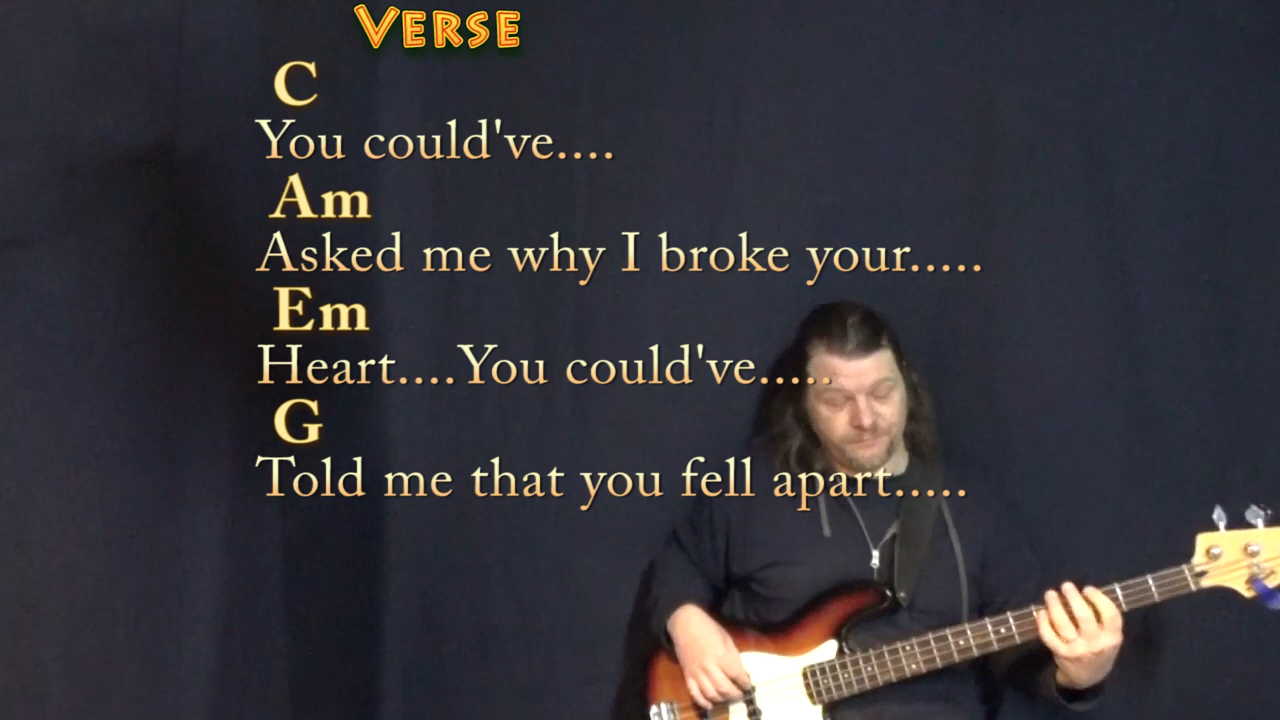 VERSE
C
You could've....
Am
Asked me why I broke your.....
Em
Heart....You could've.....
G
Told me that you fell apart.....